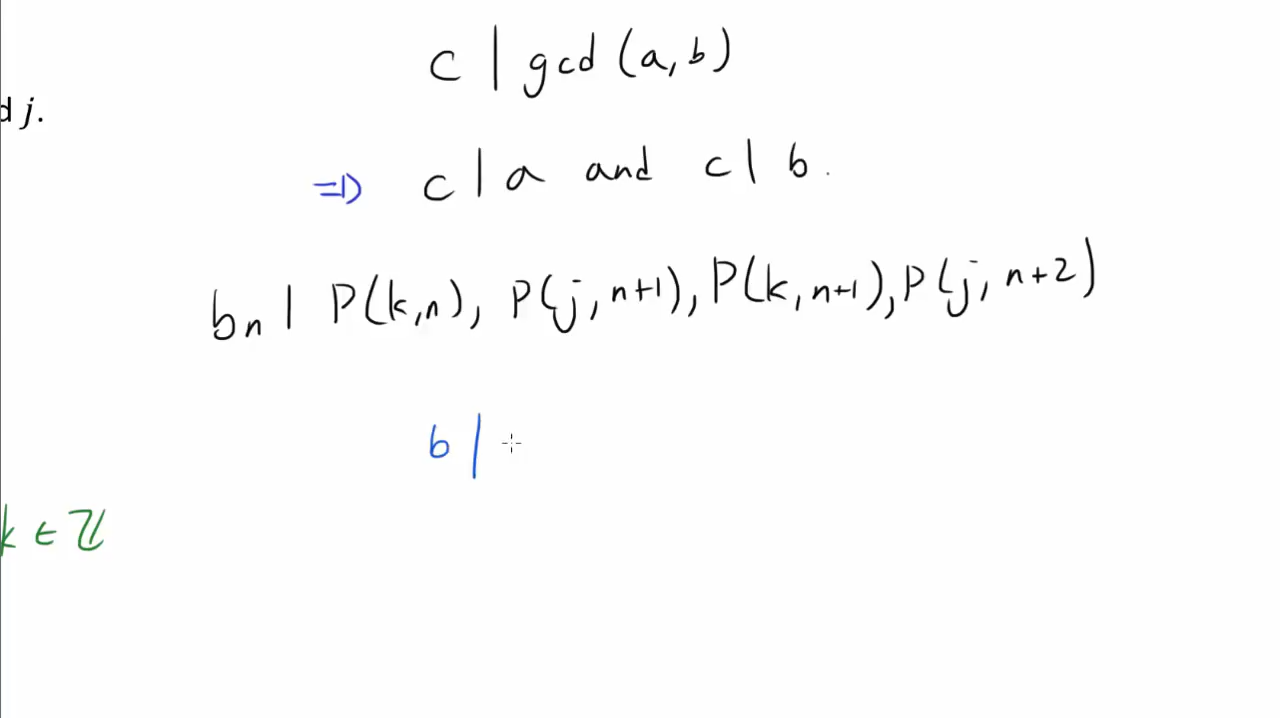 c | gcd (a, b)
d j.
⇒ c | a and c | b.
bn | P(k,n), P(j, n+1), P(k, n+1), P(j, n+2)
b |
k ∈ ℤ